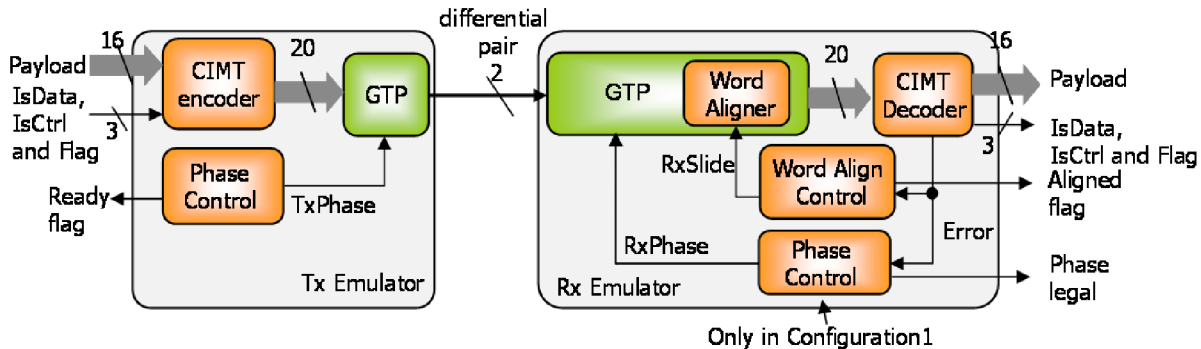 16
Payload
IsData,
IsCtrl
and Flag
3
CIMT
encoder
20
GTP
Phase
Control
Ready
flag
TxPhase
Tx Emulator
differential
pair
2
GTP
Word
Aligner
20
CIMT
Decoder
16
Payload
3
IsData,
IsCtrl and Flag
RxSlide
Word Align
Control
Aligned
flag
Error
RxPhase
Phase
Control
Phase
legal
Rx Emulator
Only in Configuration1